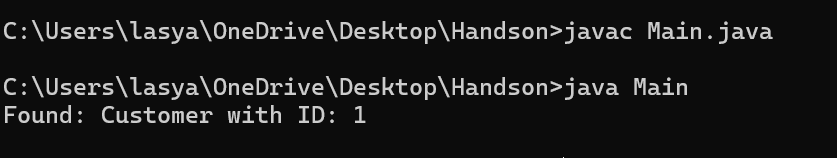 C:\Users\lasya\OneDrive\Desktop\Handson>javac Main.java
C:\Users\lasya\OneDrive\Desktop\Handson>java Main
Found: Customer with ID: 1